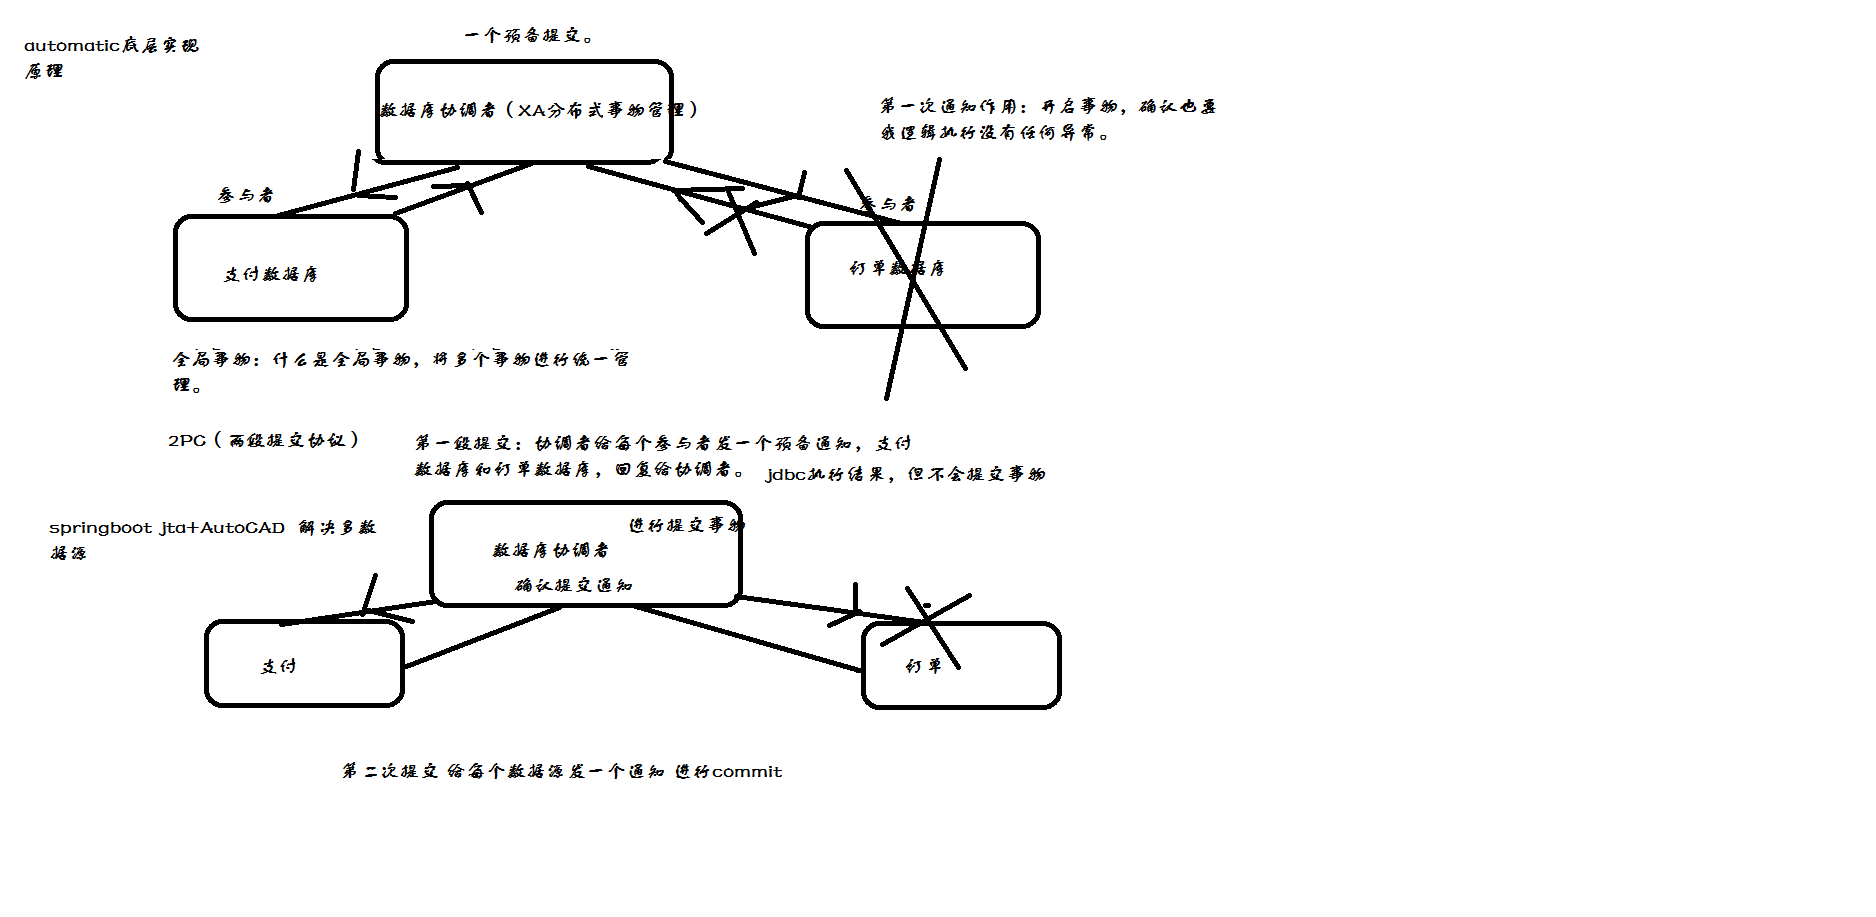 automatic底层实现
原理
一个预备提交。
数据库协调者（XA分布式事物管理）
第一次通知作用：开启事物，确认也要
我逻辑执行没有任何异常。
参与者
参与者
支付数据库
订单数据库
全局事物：什么是全局事物，将多个事物进行统一管
理。
2PC（两段提交协议）
第一段提交：协调者给每个参与者发一个预备通知，支付
数据库和订单数据库，回复给协调者。
jdbc执行结果，但不会提交事物
springboot jta+AutoCAD 解决多数
据源
进行提交事物
数据库协调者
确认提交通知
支付
订单
第二次提交 给每个数据源发一个通知 进行commit